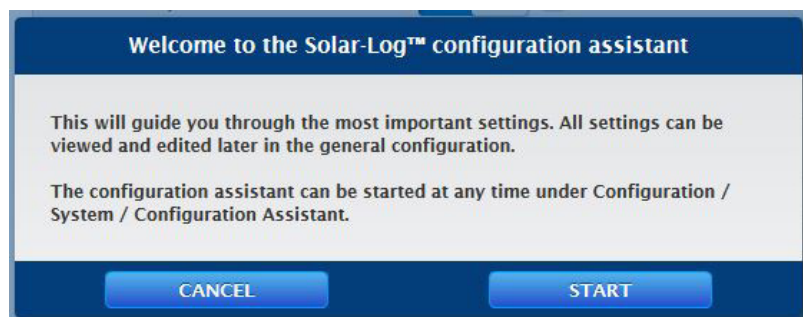 Welcome to the Solar-Log™ configuration assistant
This will guide you through the most important settings. All settings can be
viewed and edited later in the general configuration.
The configuration assistant can be started at any time under Configuration /
System / Configuration Assistant.
CANCEL
START